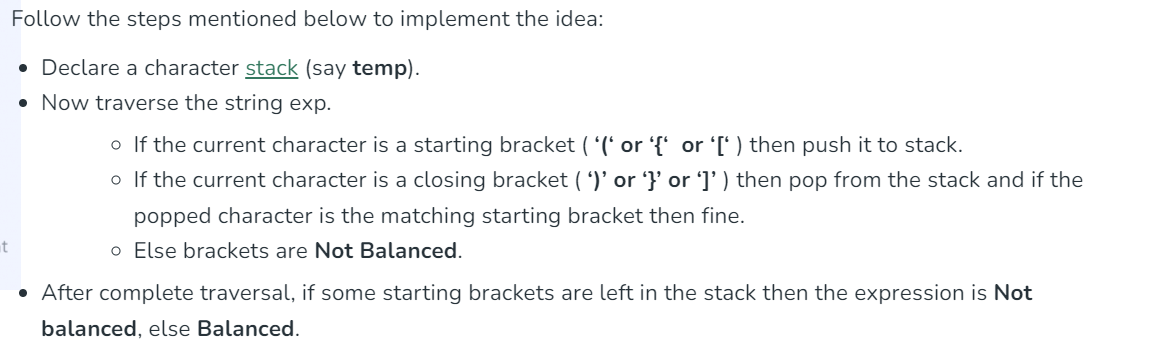 Follow the steps mentioned below to implement the idea:
• Declare a character stack (say temp).
• Now traverse the string exp.
○ If the current character is a starting bracket ( ‘(‘ or ‘{‘  or ‘[‘ ) then push it to stack.
○ If the current character is a closing bracket ( ‘)’ or ‘}’ or ‘]’ ) then pop from the stack and if the
popped character is the matching starting bracket then fine.
○ Else brackets are Not Balanced.
• After complete traversal, if some starting brackets are left in the stack then the expression is Not
balanced, else Balanced.